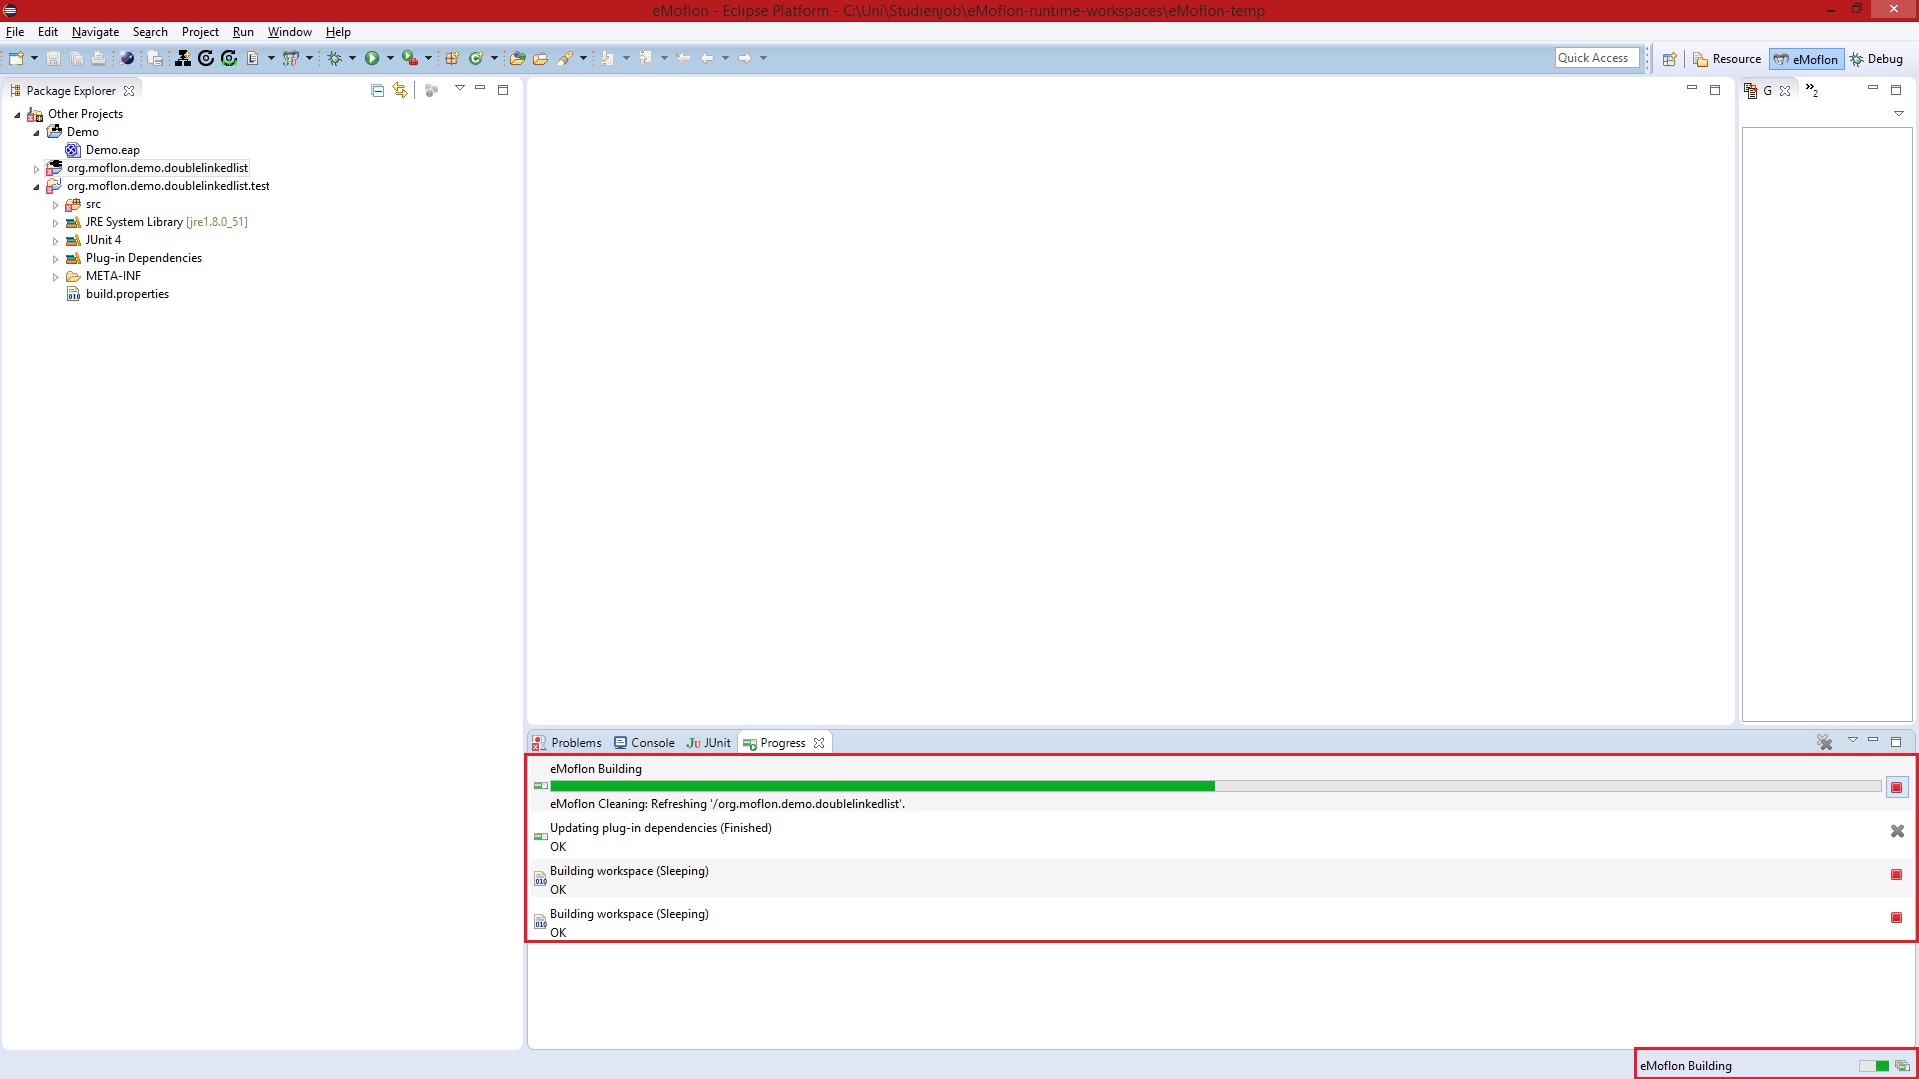 eMoflon - Eclipse Platform - C:\Uni\Studienjob\eMoflon-runtime-workspaces\eMoflon-temp
File Edit Navigate Search Project Run Window Help
Quick Access Resource eMoflon Debug
Package Explorer
G »2
Other Projects
Demo
Demo.eap
org.moflon.demo.doublelinkedlist
org.moflon.demo.doublelinkedlist.test
src
JRE System Library [jre1.8.0_51]
JUnit 4
Plug-in Dependencies
META-INF
build.properties
Problems Console JUnit Progress
eMoflon Building
eMoflon Cleaning: Refreshing '/org.moflon.demo.doublelinkedlist'.
Updating plug-in dependencies (Finished)
OK
Building workspace (Sleeping)
OK
Building workspace (Sleeping)
OK
eMoflon Building